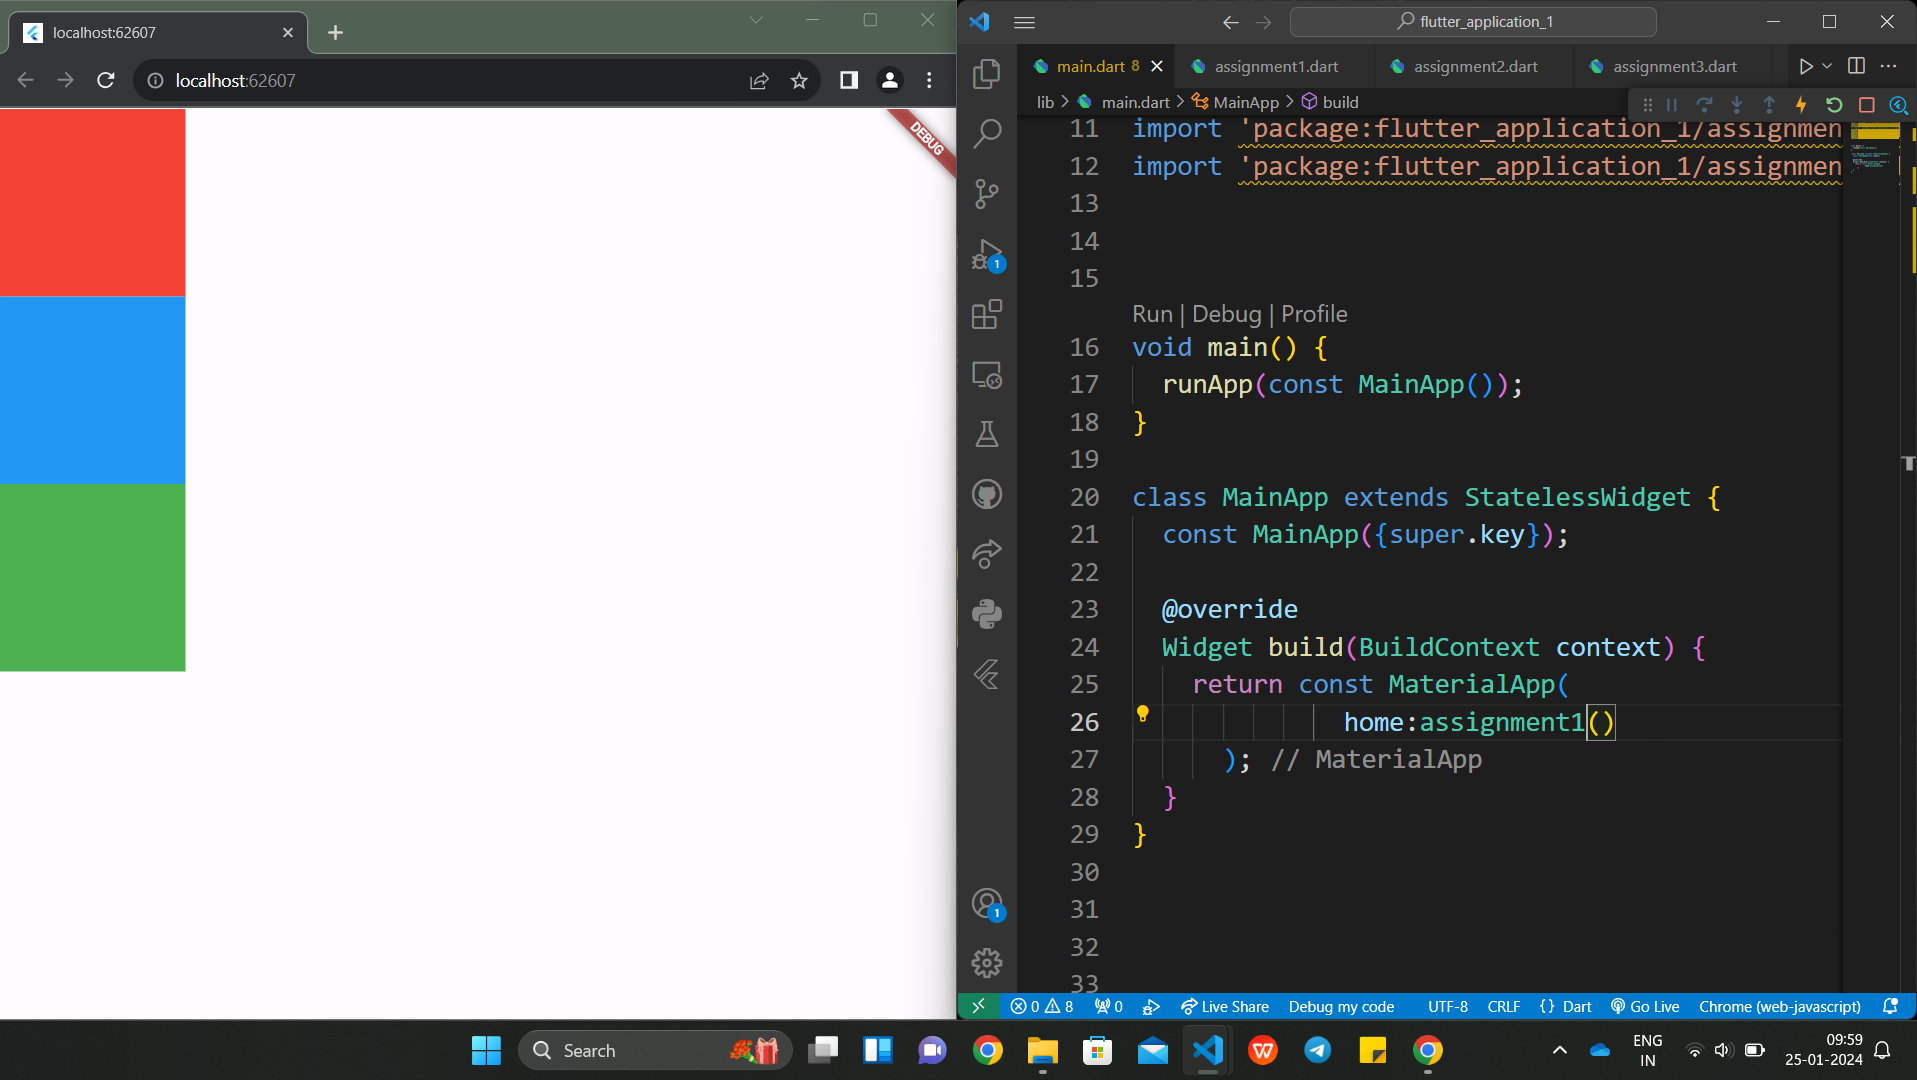 localhost:62607
localhost:62607
DEBUG
flutter_application_1
main.dart 8
assignment1.dart
assignment2.dart
assignment3.dart
lib > main.dart > MainApp > build
11 import 'package:flutter_application_1/assignmen
12 import 'package:flutter_application_1/assignmen
13
14
15
Run | Debug | Profile
16 void main() {
17 runApp(const MainApp());
18 }
19
20 class MainApp extends StatelessWidget {
21 const MainApp({super.key});
22
23 @override
24 Widget build(BuildContext context) {
25 return const MaterialApp(
26 home:assignment1()
27 ); // MaterialApp
28 }
29 }
30
31
32
33
1
1
0 8 0 Live Share Debug my code UTF-8 CRLF {} Dart Go Live Chrome (web-javascript)
Search
ENG
IN
09:59
25-01-2024